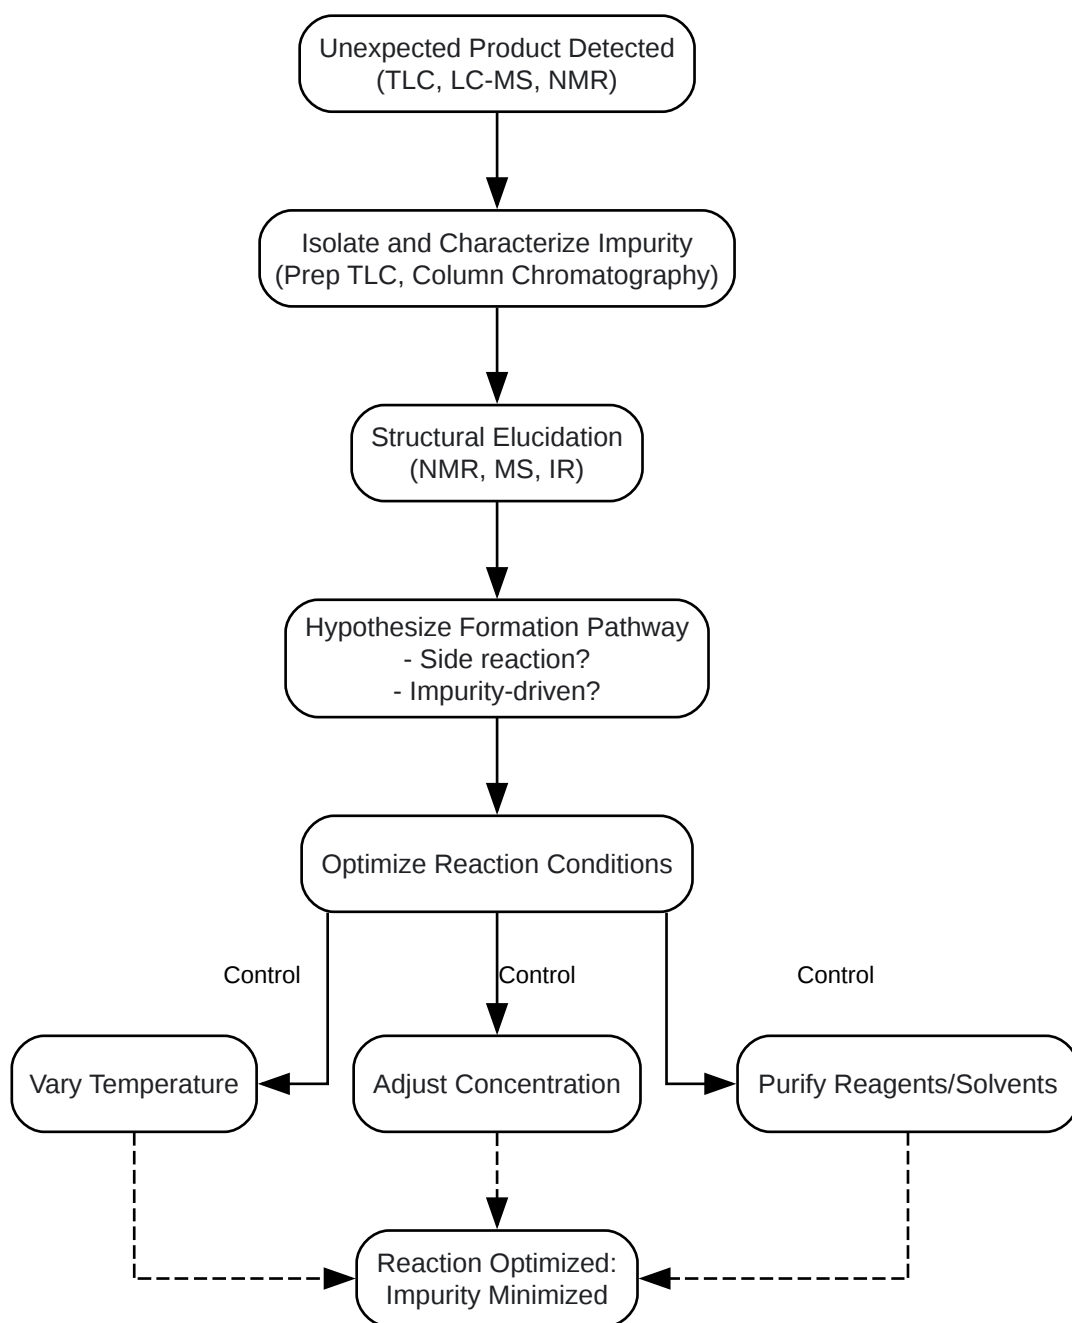 Unexpected Product Detected
(TLC, LC-MS, NMR)
Isolate and Characterize Impurity
(Prep TLC, Column Chromatography)
Structural Elucidation
(NMR, MS, IR)
Hypothesize Formation Pathway
- Side reaction?
- Impurity-driven?
Optimize Reaction Conditions
Control
Control
Control
Vary Temperature
Adjust Concentration
Purify Reagents/Solvents
Reaction Optimized:
Impurity Minimized